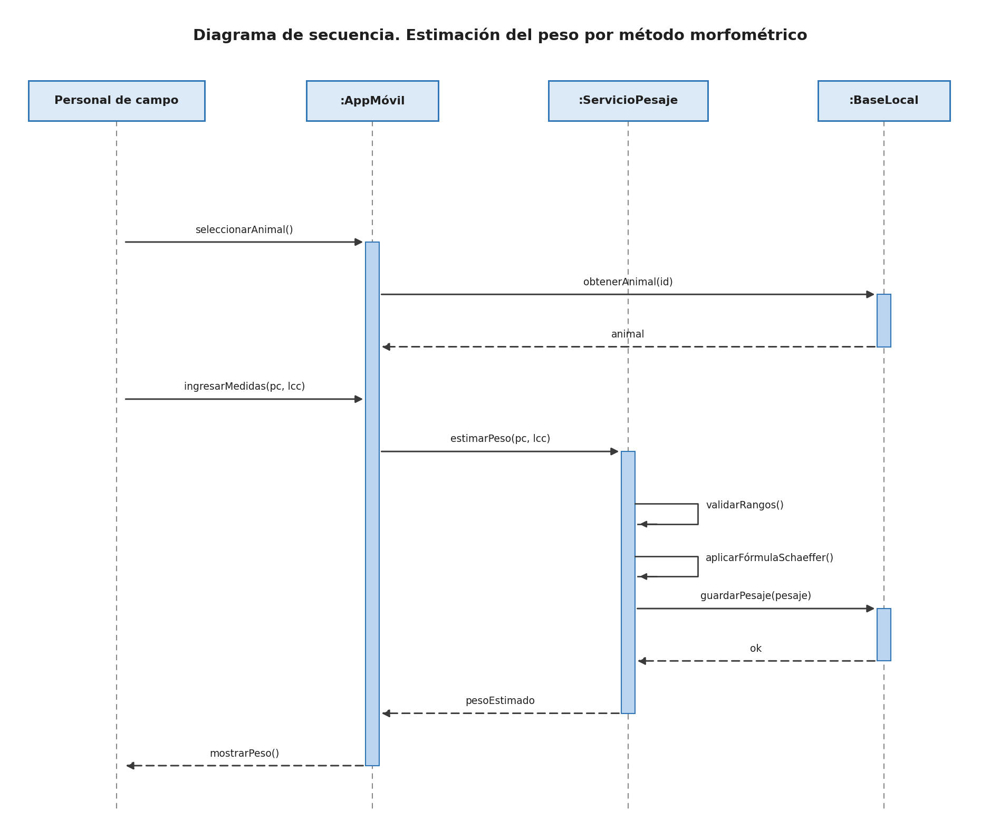 Diagrama de secuencia. Estimación del peso por método morfométrico
Personal de campo
:AppMóvil
:ServicioPesaje
:BaseLocal
seleccionarAnimal()
obtenerAnimal(id)
animal
ingresarMedidas(pc, lcc)
estimarPeso(pc, lcc)
validarRangos()
aplicarFórmulaSchaeffer()
guardarPesaje(pesaje)
ok
pesoEstimado
mostrarPeso()